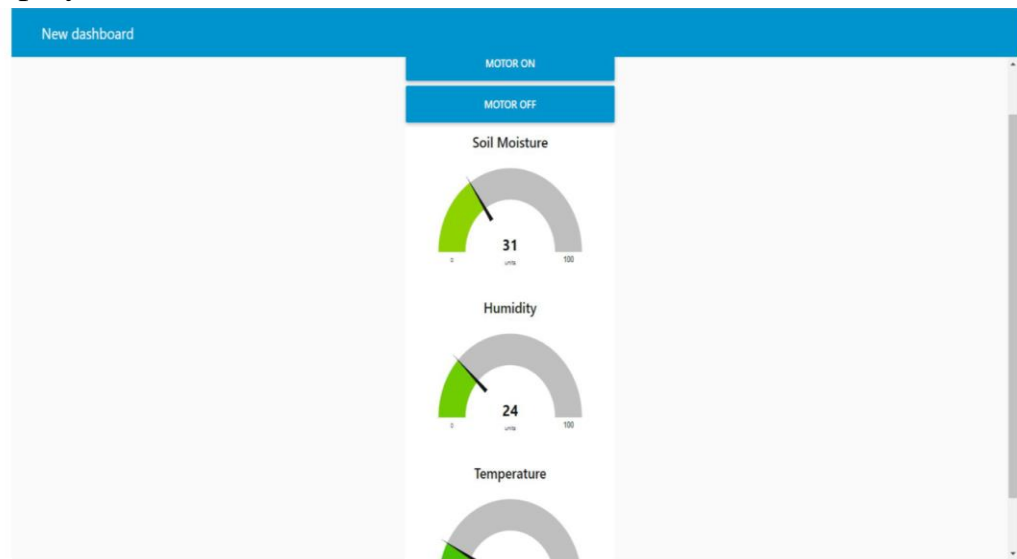 New dashboard
MOTOR ON
MOTOR OFF
Soil Moisture
31
0 units 100
Humidity
24
0 units 100
Temperature